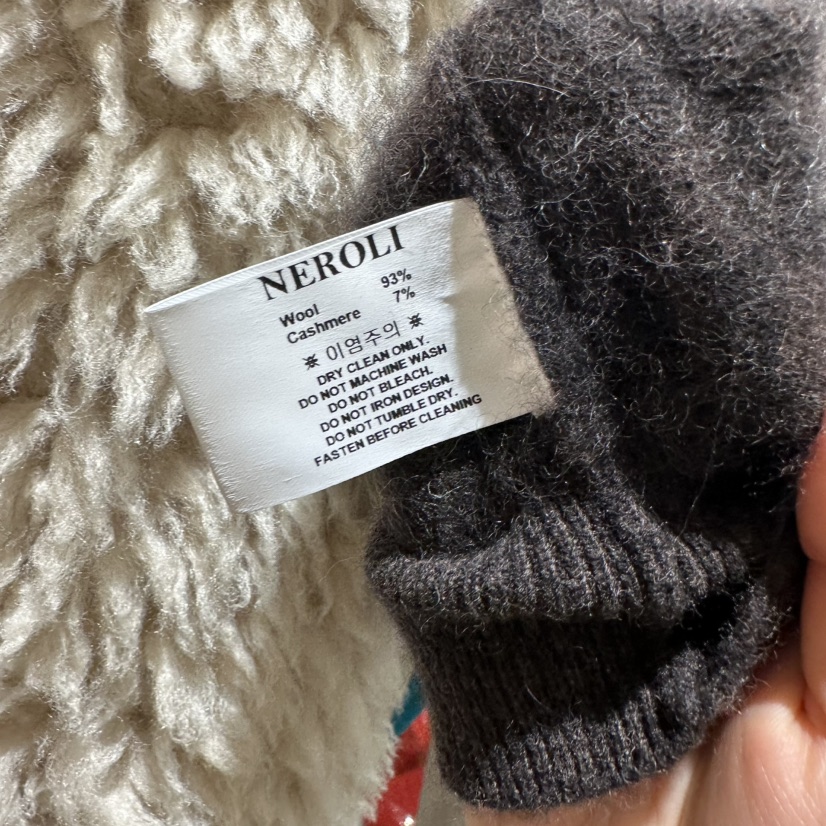 NEROLI
Wool 93%
Cashmere 7%
※ 이염주의 ※
DRY CLEAN ONLY.
DO NOT MACHINE WASH
DO NOT BLEACH.
DO NOT IRON DESIGN.
DO NOT TUMBLE DRY.
FASTEN BEFORE CLEANING